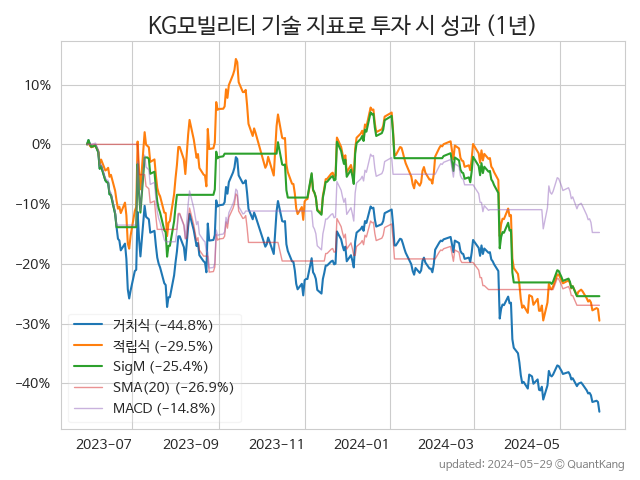 KG모빌리티 기술 지표로 투자 시 성과 (1년)
10%
0%
−10%
−20%
−30%
−40%
거치식 (−44.8%)
적립식 (−29.5%)
SigM (−25.4%)
SMA(20) (−26.9%)
MACD (−14.8%)
2023−07
2023−09
2023−11
2024−01
2024−03
2024−05
updated: 2024−05−29 ⓒ QuantKang